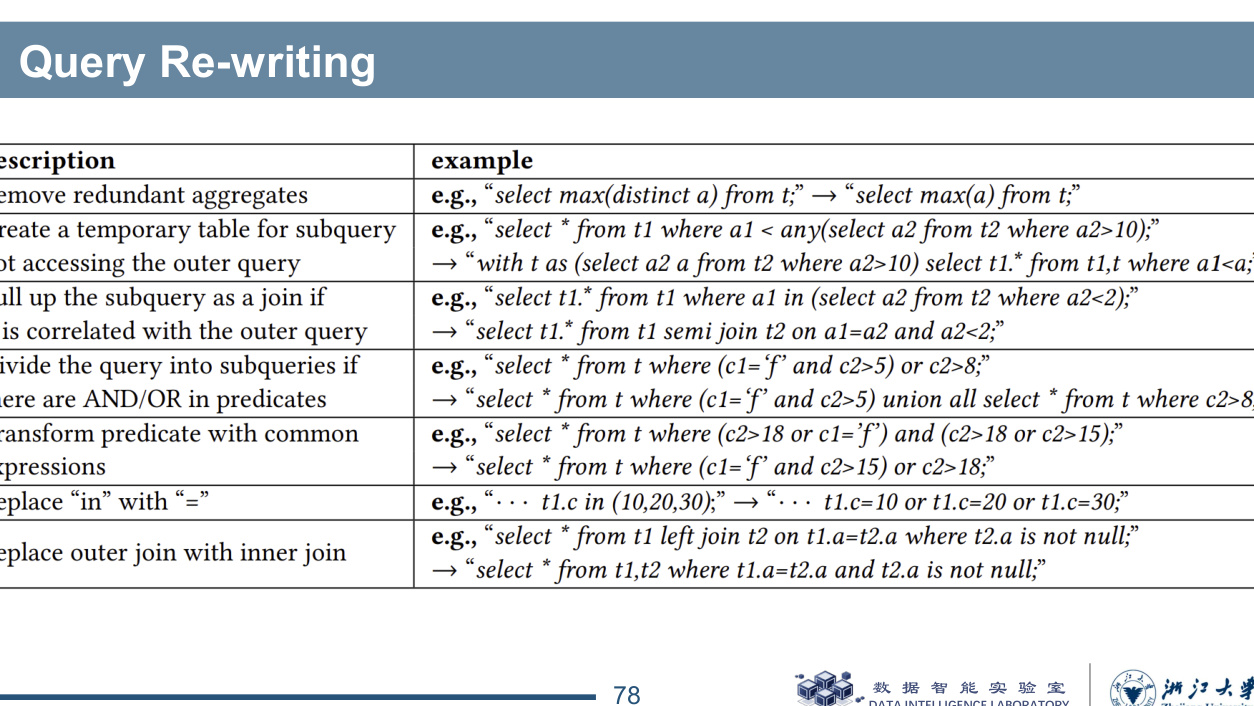 Query Re-writing
escription
example
emove redundant aggregates
e.g., “select max(distinct a) from t;” → “select max(a) from t;”
reate a temporary table for subquery
e.g., “select * from t1 where a1 < any(select a2 from t2 where a2>10);”
ot accessing the outer query
→ “with t as (select a2 a from t2 where a2>10) select t1.* from t1,t where a1<a;”
ull up the subquery as a join if
e.g., “select t1.* from t1 where a1 in (select a2 from t2 where a2<2);”
is correlated with the outer query
→ “select t1.* from t1 semi join t2 on a1=a2 and a2<2;”
ivide the query into subqueries if
e.g., “select * from t where (c1=‘f’ and c2>5) or c2>8;”
here are AND/OR in predicates
→ “select * from t where (c1=‘f’ and c2>5) union all select * from t where c2>8;
ransform predicate with common
e.g., “select * from t where (c2>18 or c1=’f’) and (c2>18 or c2>15);”
xpressions
→ “select * from t where (c1=‘f’ and c2>15) or c2>18;”
eplace “in” with “=”
e.g., “··· t1.c in (10,20,30);” → “··· t1.c=10 or t1.c=20 or t1.c=30;”
eplace outer join with inner join
e.g., “select * from t1 left join t2 on t1.a=t2.a where t2.a is not null;”
→ “select * from t1,t2 where t1.a=t2.a and t2.a is not null;”
78
数据智能实验室
DATA INTELLIGENCE LABORATORY
浙江大学